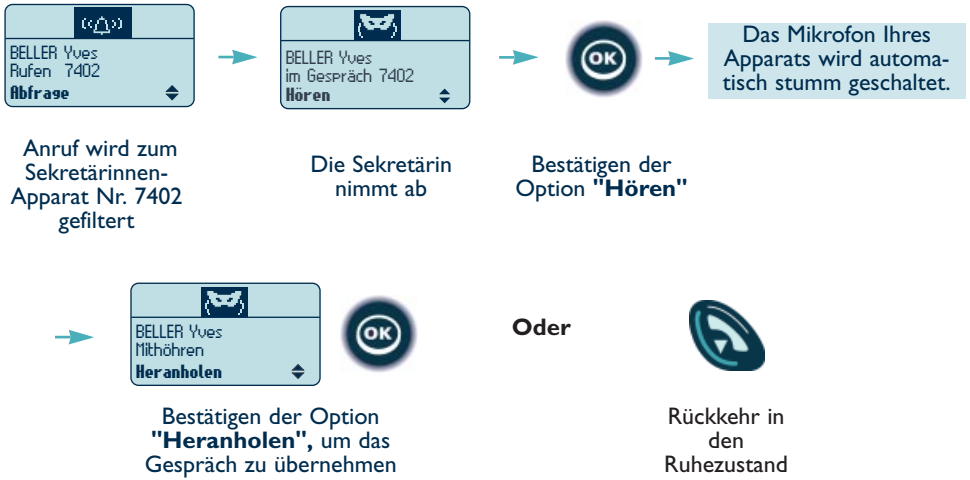 BELLER Yves
Rufen 7402
Abfrage
BELLER Yves
im Gespräch 7402
Hören
OK
Das Mikrofon Ihres
Apparats wird automa-
tisch stumm geschaltet.
Anruf wird zum
Sekretärinnen-
Apparat Nr. 7402
gefiltert
Die Sekretärin
nimmt ab
Bestätigen der
Option "Hören"
BELLER Yves
Mithöhren
Heranholen
OK
Oder
Bestätigen der Option
"Heranholen", um das
Gespräch zu übernehmen
Rückkehr in
den
Ruhezustand